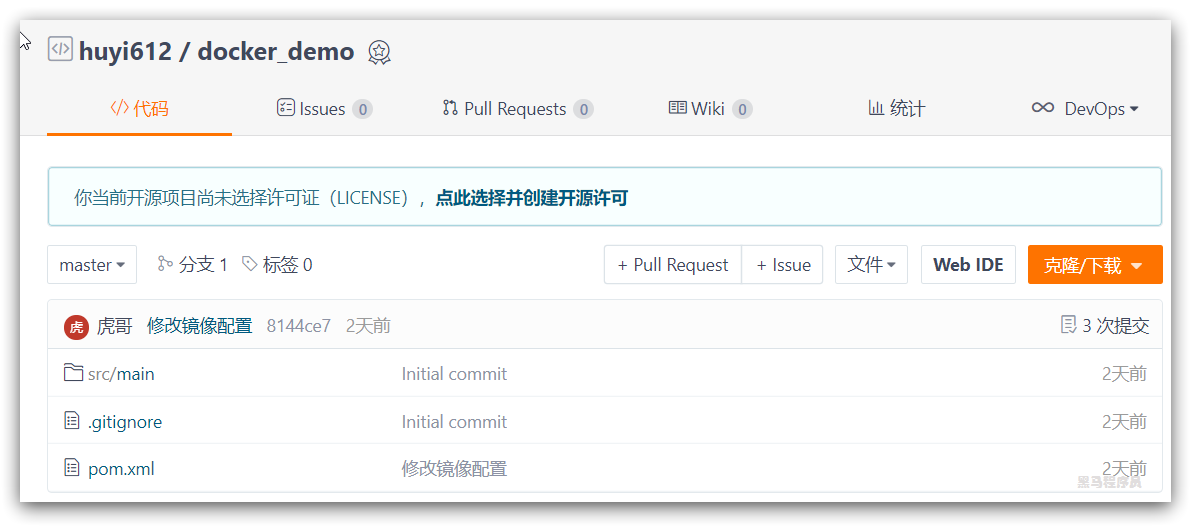 huyi612 / docker_demo
代码 Issues 0 Pull Requests 0 Wiki 0 统计 DevOps
你当前开源项目尚未选择许可证（LICENSE），点此选择并创建开源许可
master 分支 1 标签 0 + Pull Request + Issue 文件 Web IDE 克隆/下载
虎 虎哥 修改镜像配置 8144ce7 2天前 3 次提交
src/main Initial commit 2天前
.gitignore Initial commit 2天前
pom.xml 修改镜像配置 2天前
黑马程序员